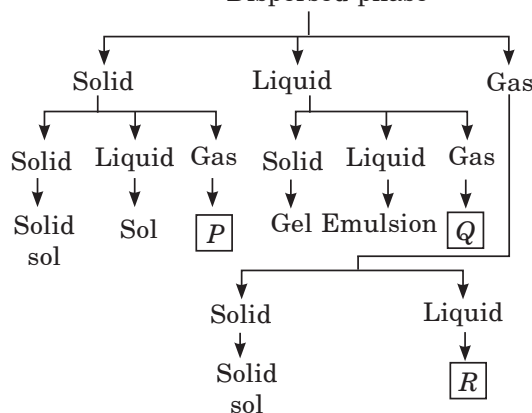 Dispersed phase
Solid Liquid Gas
Solid Liquid Gas Solid Liquid Gas
Solid sol Sol P Gel Emulsion Q
Solid Liquid
Solid sol R